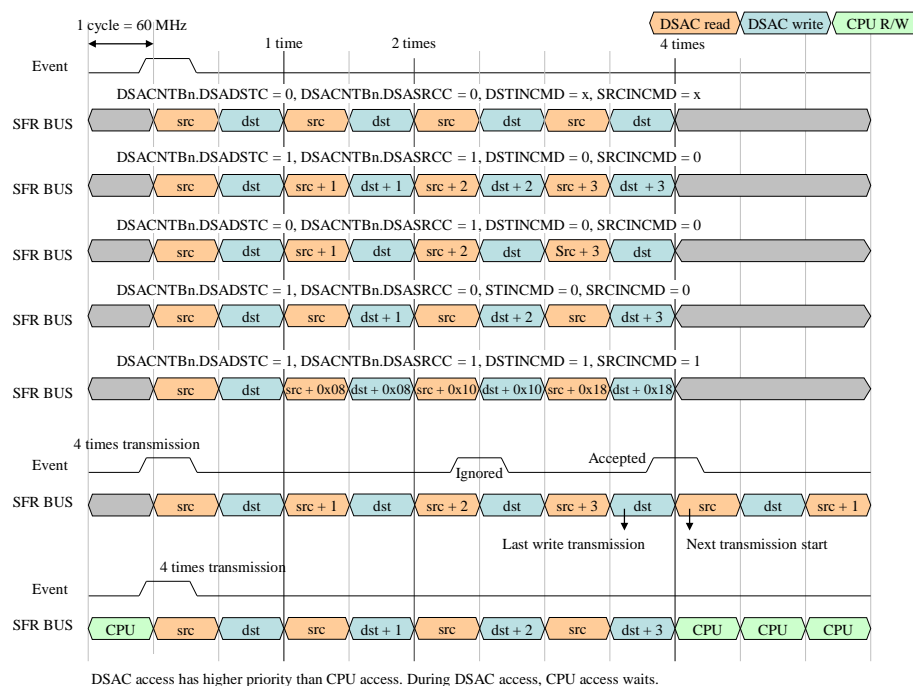 1 cycle = 60 MHz
DSAC read DSAC write CPU R/W
1 time 2 times 4 times
Event
DSACNTBn.DSADSTC = 0, DSACNTBn.DSASRCC = 0, DSTINCMD = x, SRCINCMD = x
SFR BUS src dst src dst src dst src dst
DSACNTBn.DSADSTC = 1, DSACNTBn.DSASRCC = 1, DSTINCMD = 0, SRCINCMD = 0
SFR BUS src dst src + 1 dst + 1 src + 2 dst + 2 src + 3 dst + 3
DSACNTBn.DSADSTC = 0, DSACNTBn.DSASRCC = 1, DSTINCMD = 0, SRCINCMD = 0
SFR BUS src dst src + 1 dst src + 2 dst Src + 3 dst
DSACNTBn.DSADSTC = 1, DSACNTBn.DSASRCC = 0, STINCMD = 0, SRCINCMD = 0
SFR BUS src dst src dst + 1 src dst + 2 src dst + 3
DSACNTBn.DSADSTC = 1, DSACNTBn.DSASRCC = 1, DSTINCMD = 1, SRCINCMD = 1
SFR BUS src dst src + 0x08 dst + 0x08 src + 0x10 dst + 0x10 src + 0x18 dst + 0x18
4 times transmission
Event Ignored Accepted
SFR BUS src dst src + 1 dst src + 2 dst src + 3 dst src dst src + 1
Last write transmission Next transmission start
4 times transmission
Event
SFR BUS CPU src dst src dst + 1 src dst + 2 src dst + 3 CPU CPU CPU
DSAC access has higher priority than CPU access. During DSAC access, CPU access waits.